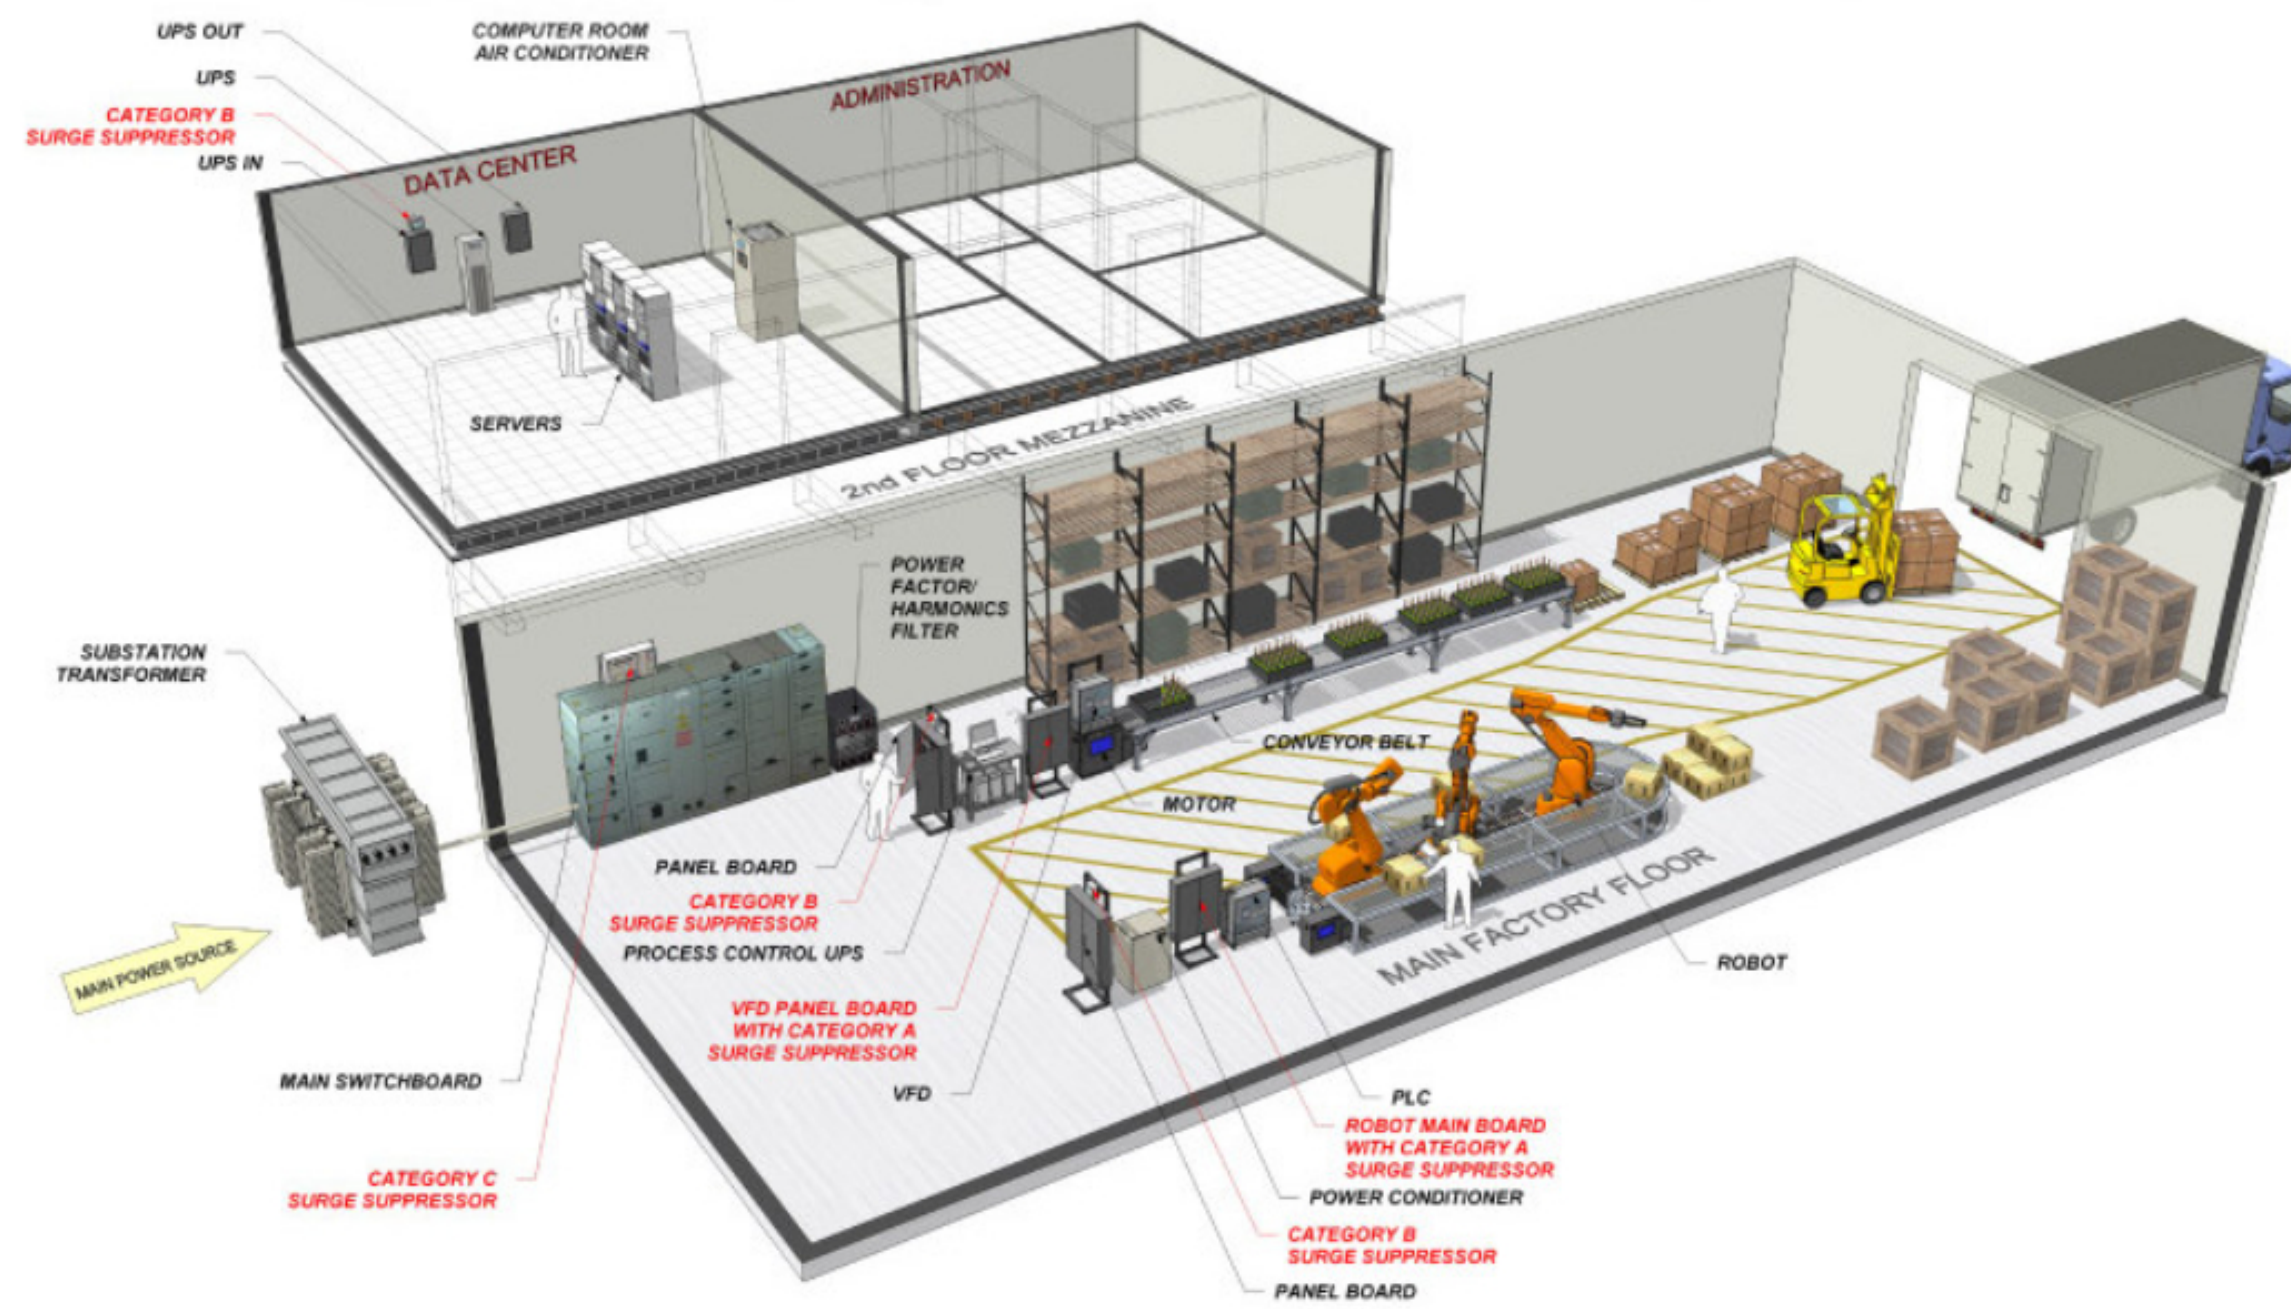 UPS OUT
UPS
CATEGORY B
SURGE SUPPRESSOR
UPS IN
COMPUTER ROOM
AIR CONDITIONER
ADMINISTRATION
DATA CENTER
SERVERS
2nd FLOOR MEZZANINE
POWER
FACTOR/
HARMONICS
FILTER
SUBSTATION
TRANSFORMER
CONVEYOR BELT
MOTOR
PANEL BOARD
CATEGORY B
SURGE SUPPRESSOR
PROCESS CONTROL UPS
MAIN POWER SOURCE
MAIN FACTORY FLOOR
ROBOT
VFD PANEL BOARD
WITH CATEGORY A
SURGE SUPPRESSOR
MAIN SWITCHBOARD
VFD
PLC
ROBOT MAIN BOARD
WITH CATEGORY A
SURGE SUPPRESSOR
CATEGORY C
SURGE SUPPRESSOR
POWER CONDITIONER
CATEGORY B
SURGE SUPPRESSOR
PANEL BOARD